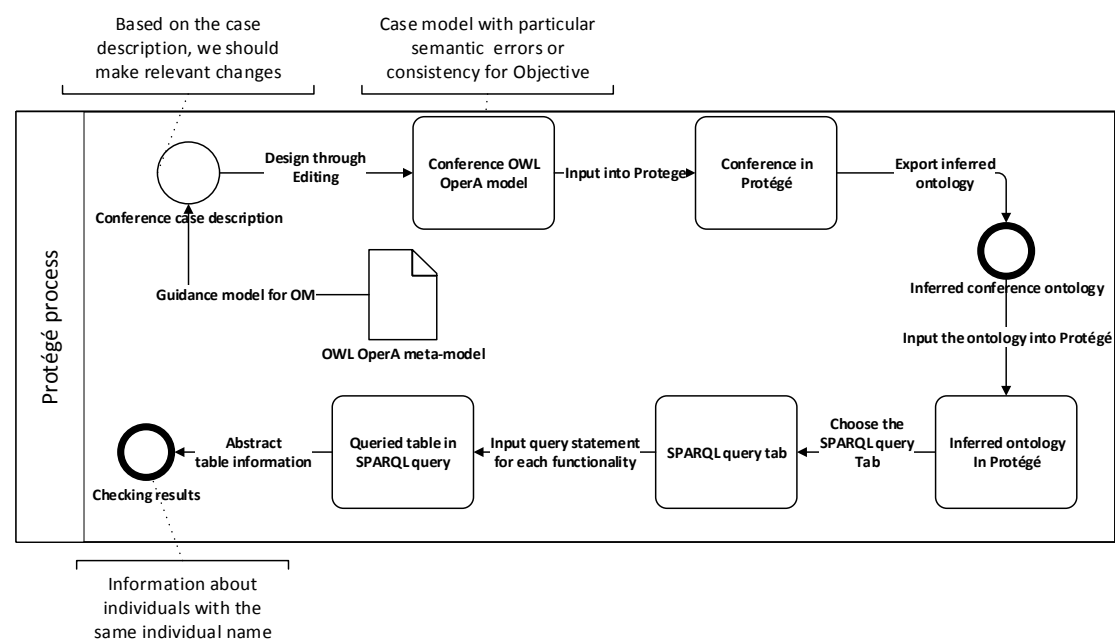 Based on the case
description, we should
make relevant changes
Case model with particular
semantic errors or
consistency for Objective
Protégé process
Design through
Editing
Conference OWL
OperA model
Input into Protege
Conference in
Protégé
Export inferred
ontology
Conference case description
Inferred conference ontology
Guidance model for OM
OWL OperA meta-model
Input the ontology into Protégé
Inferred ontology
In Protégé
Choose the
SPARQL query
Tab
SPARQL query tab
Input query statement
for each functionality
Queried table in
SPARQL query
Abstract
table information
Checking results
Information about
individuals with the
same individual name